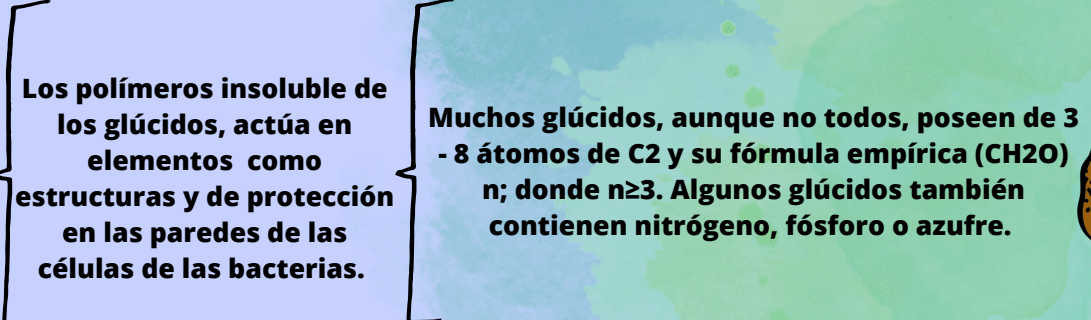 Los polímeros insoluble de
los glúcidos, actúa en
elementos como
estructuras y de protección
en las paredes de las
células de las bacterias.
Muchos glúcidos, aunque no todos, poseen de 3
- 8 átomos de C2 y su fórmula empírica (CH2O)
n; donde n≥3. Algunos glúcidos también
contienen nitrógeno, fósforo o azufre.